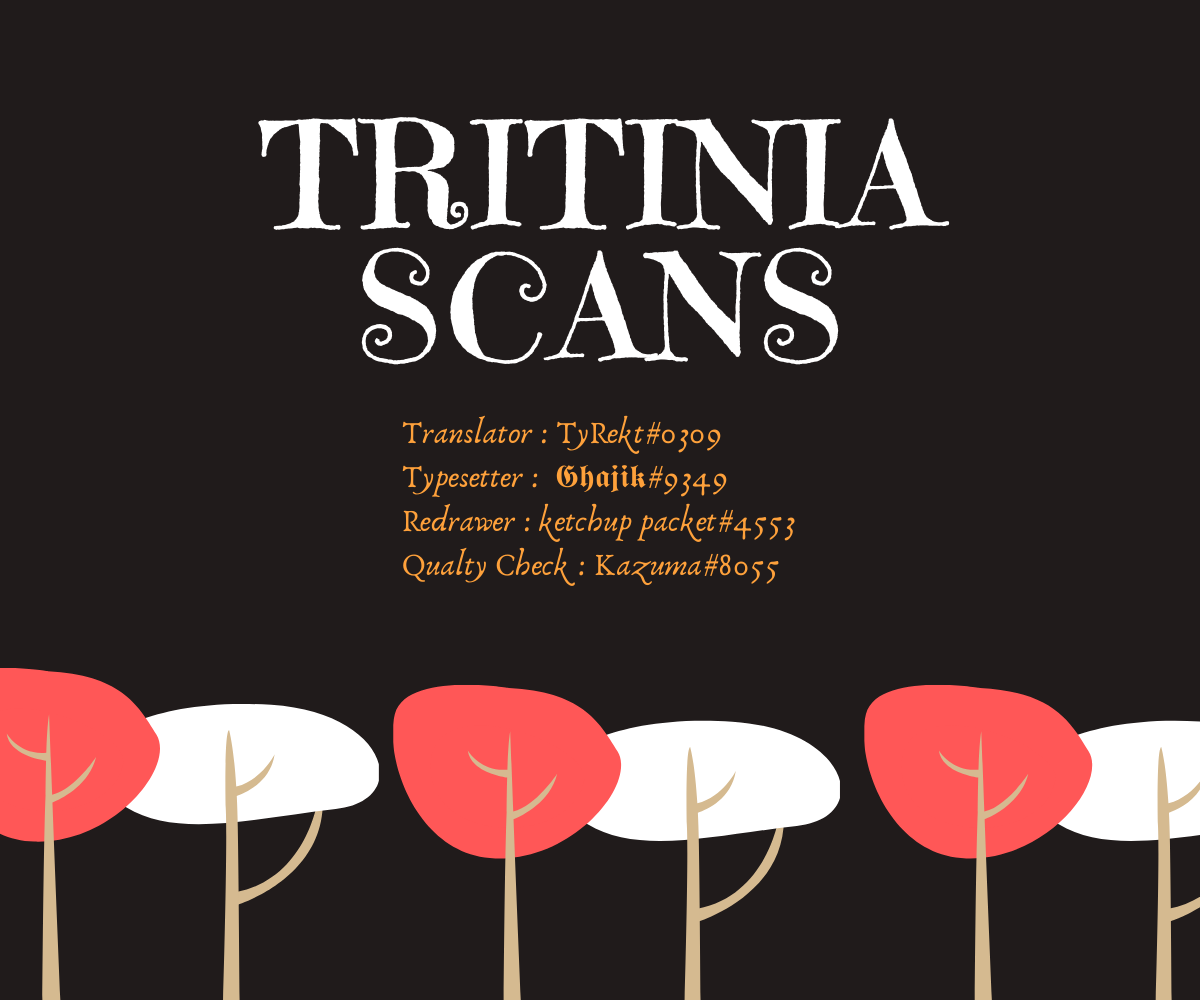 TRITINIA
SCANS
Translator : TyRekt#0309
Typesetter : Ghajik#9349
Redrawer : ketchup packet#4553
Qualty Check : Kazuma#8055